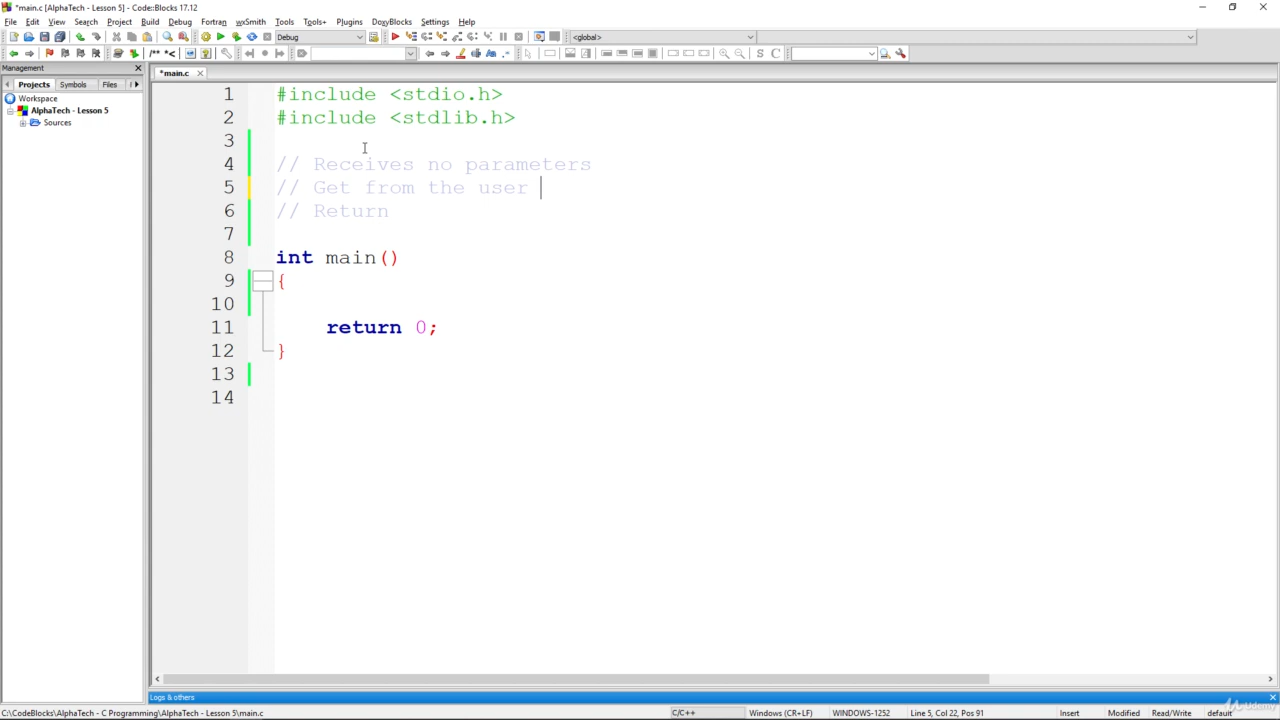 *main.c [AlphaTech - Lesson 5] - Code::Blocks 17.12
File Edit View Search Project Build Debug Fortran wxSmith Tools Tools+ Plugins DoxyBlocks Settings Help
Debug
<global>
/** *<
S C
Management
Projects Symbols Files
*main.c
Workspace
AlphaTech - Lesson 5
Sources
1 #include <stdio.h>
2 #include <stdlib.h>
3
4 // Receives no parameters
5 // Get from the user
6 // Return
7
8 int main()
9 {
10
11 return 0;
12 }
13
14
Logs & others
C:\CodeBlocks\AlphaTech - C Programming\AlphaTech - Lesson 5\main.c C/C++ Windows (CR+LF) WINDOWS-1252 Line 5, Col 22, Pos 91 Insert Modified Read/Write default
Udemy